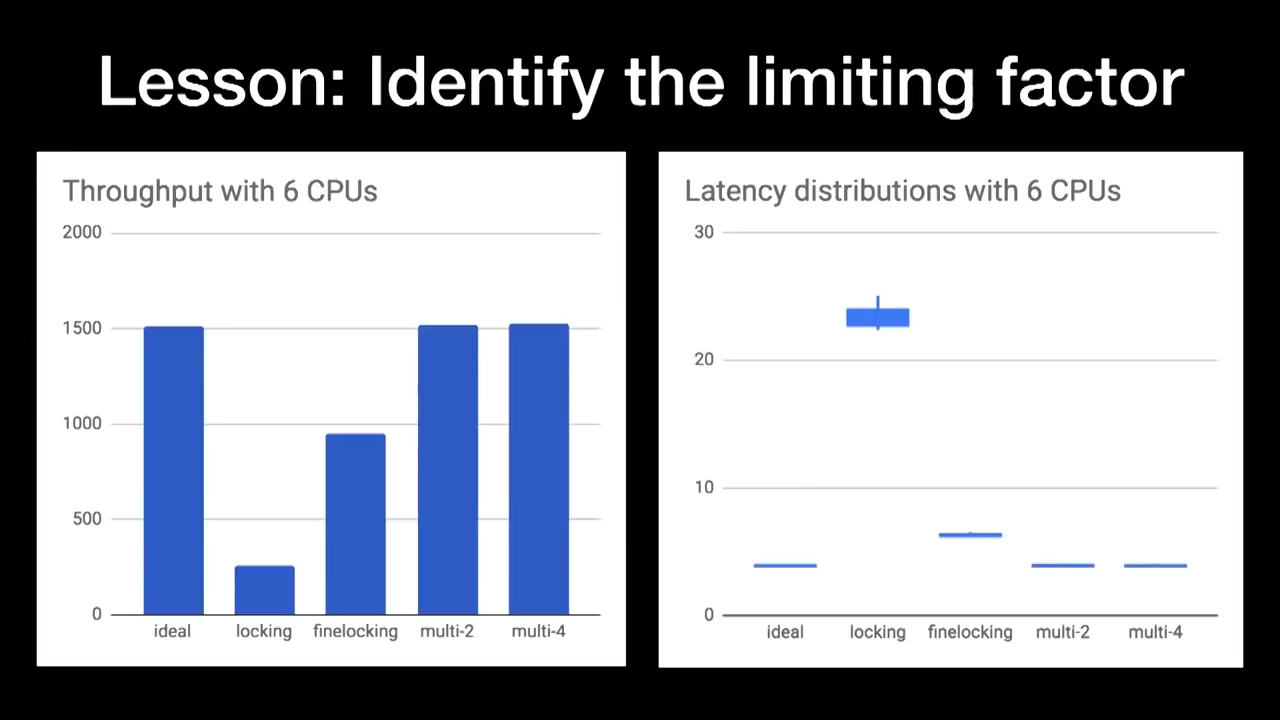 Lesson: Identify the limiting factor
Throughput with 6 CPUs
2000
1500
1000
500
0
ideal
locking
finelocking
multi-2
multi-4
Latency distributions with 6 CPUs
30
20
10
0
ideal
locking
finelocking
multi-2
multi-4